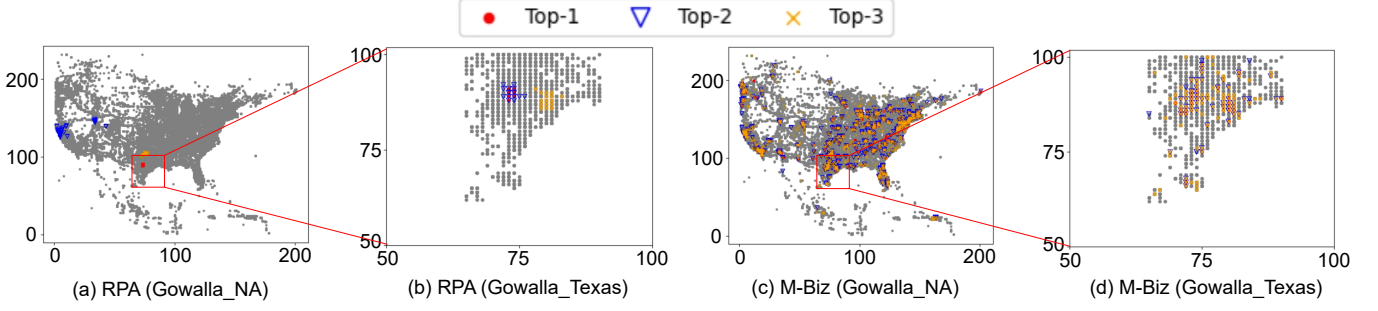 Top-1 Top-2 Top-3
200
100
0
0 100 200
(a) RPA (Gowalla_NA)
100
75
50
50 75 100
(b) RPA (Gowalla_Texas)
200
100
0
0 100 200
(c) M-Biz (Gowalla_NA)
100
75
50
50 75 100
(d) M-Biz (Gowalla_Texas)